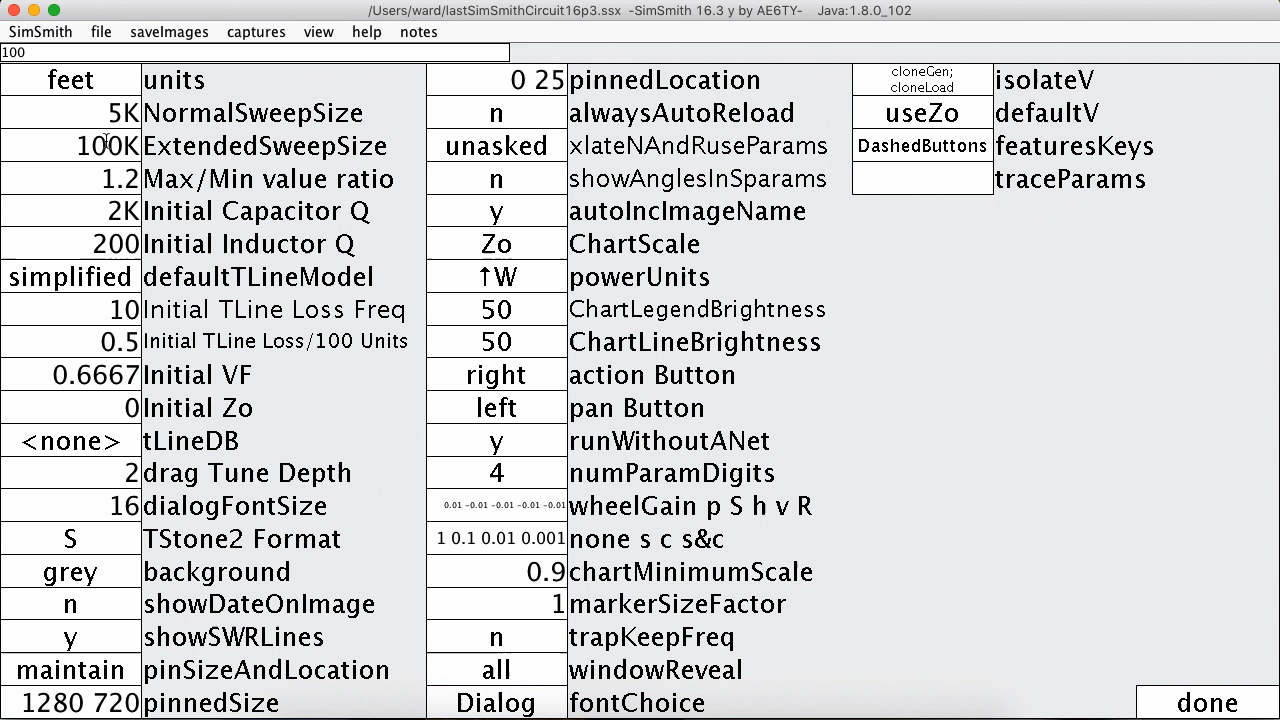 /Users/ward/lastSimSmithCircuit16p3.ssx -SimSmith 16.3 y by AE6TY- Java:1.8.0_102
SimSmith file saveImages captures view help notes
100
feet units
5K NormalSweepSize
100K ExtendedSweepSize
1.2 Max/Min value ratio
2K Initial Capacitor Q
200 Initial Inductor Q
simplified defaultTLineModel
10 Initial TLine Loss Freq
0.5 Initial TLine Loss/100 Units
0.6667 Initial VF
0 Initial Zo
<none> tLineDB
2 drag Tune Depth
16 dialogFontSize
S TStone2 Format
grey background
n showDateOnImage
y showSWRLines
maintain pinSizeAndLocation
1280 720 pinnedSize
0 25 pinnedLocation
n alwaysAutoReload
unasked xlateNAndRuseParams
n showAnglesInSparams
y autoIncImageName
Zo ChartScale
↑W powerUnits
50 ChartLegendBrightness
50 ChartLineBrightness
right action Button
left pan Button
y runWithoutANet
4 numParamDigits
0.01 -0.01 -0.01 -0.01 -0.01 wheelGain p S h v R
1 0.1 0.01 0.001 none s c s&c
0.9 chartMinimumScale
1 markerSizeFactor
n trapKeepFreq
all windowReveal
Dialog fontChoice
cloneGen;
cloneLoad isolateV
useZo defaultV
DashedButtons featuresKeys
traceParams
done